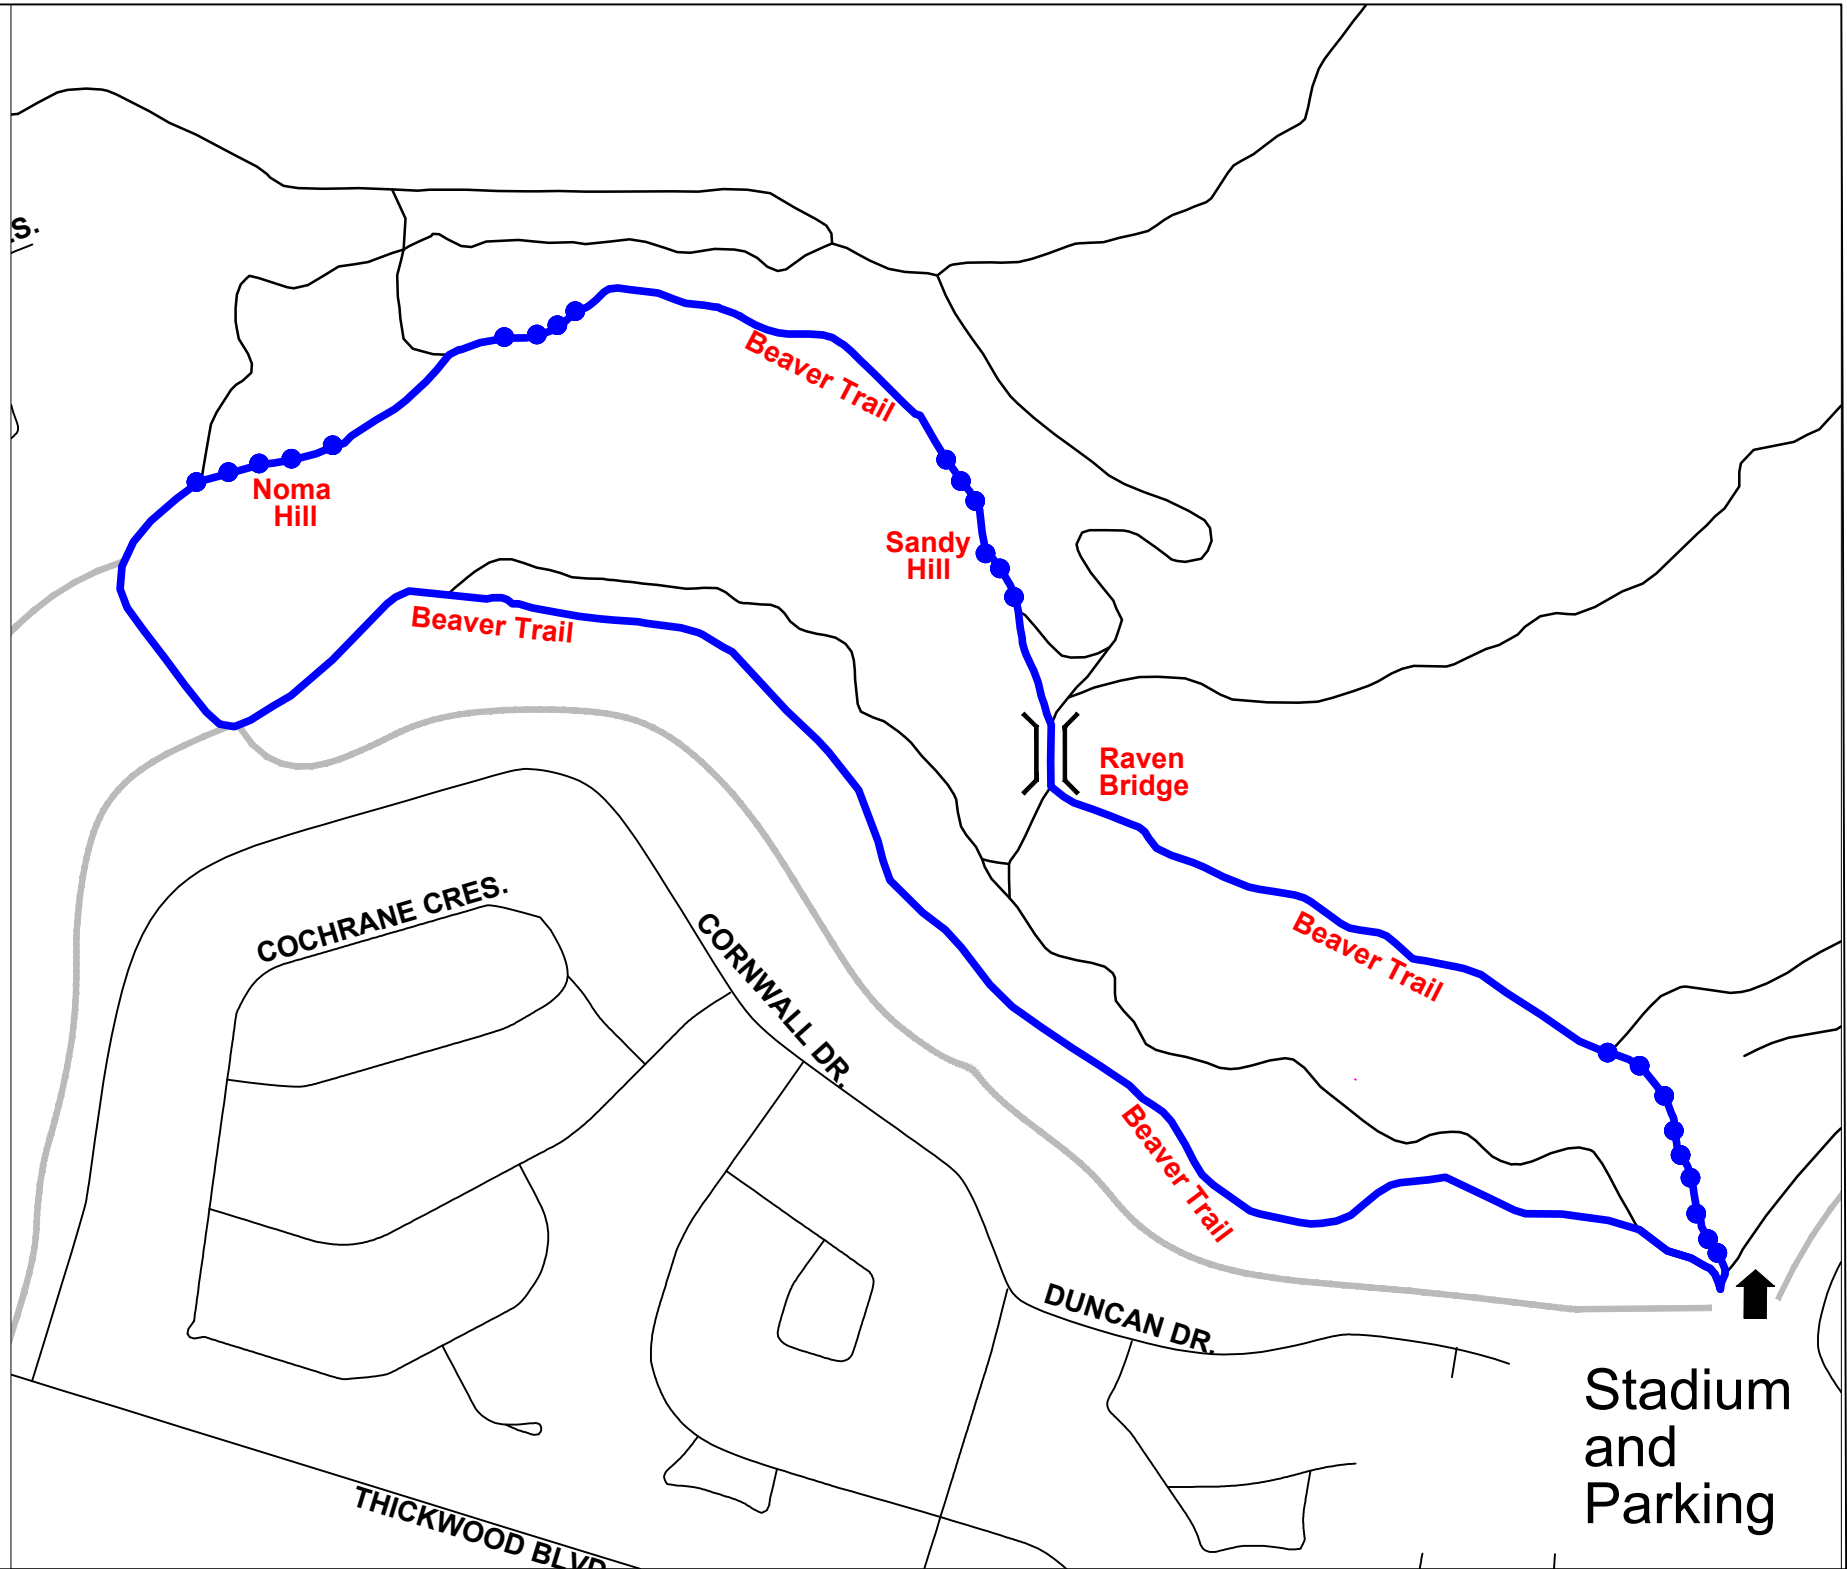 .S.
Beaver Trail
Noma
Hill
Sandy
Hill
Beaver Trail
Raven
Bridge
COCHRANE CRES.
CORNWALL DR.
Beaver Trail
Beaver Trail
DUNCAN DR.
Stadium
and
Parking
THICKWOOD BLVD